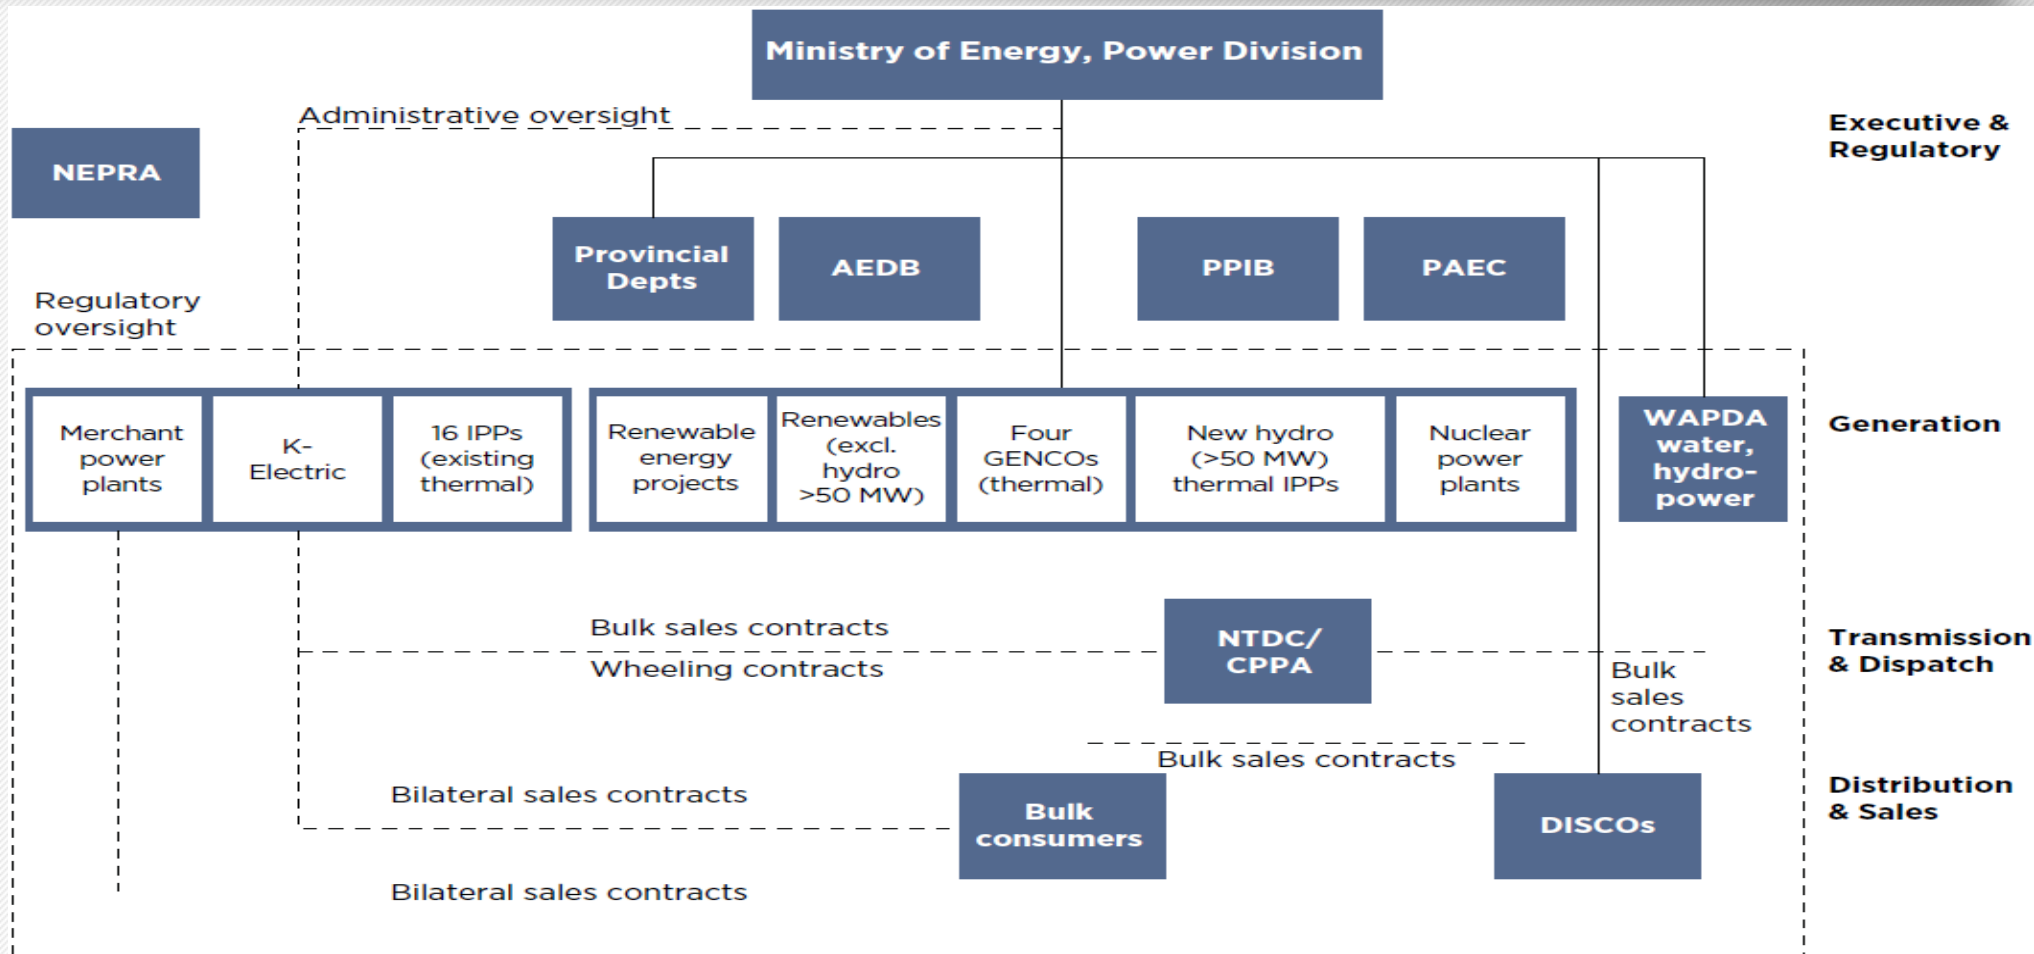 Ministry of Energy, Power Division
Administrative oversight
Executive &
Regulatory
NEPRA
Provincial
Depts
AEDB
PPIB
PAEC
Regulatory
oversight
Merchant
power
plants
K-
Electric
16 IPPs
(existing
thermal)
Renewable
energy
projects
Renewables
(excl.
hydro
>50 MW)
Four
GENCOs
(thermal)
New hydro
(>50 MW)
thermal IPPs
Nuclear
power
plants
WAPDA
water,
hydro-
power
Generation
Bulk sales contracts
Wheeling contracts
NTDC/
CPPA
Bulk
sales
contracts
Transmission
& Dispatch
Bulk sales contracts
Bilateral sales contracts
Bulk
consumers
DISCOs
Distribution
& Sales
Bilateral sales contracts